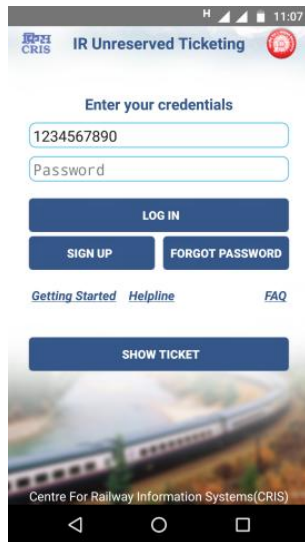 H 11:07
क्रिस
CRIS
IR Unreserved Ticketing
Enter your credentials
1234567890
Password
LOG IN
SIGN UP FORGOT PASSWORD
Getting Started Helpline FAQ
SHOW TICKET
Centre For Railway Information Systems(CRIS)